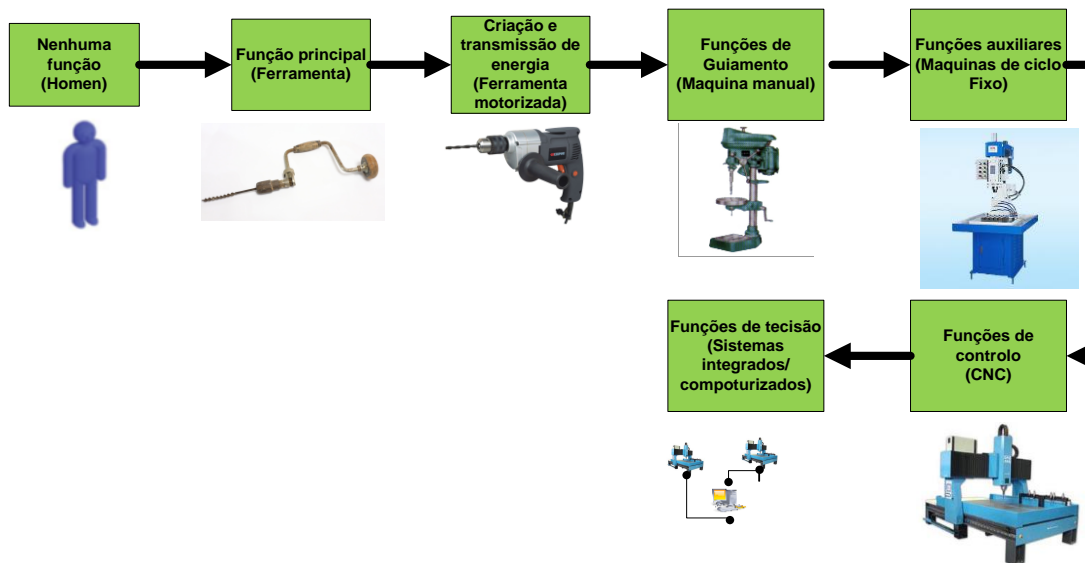 Nenhuma
função
(Homen)
Função principal
(Ferramenta)
Criação e
transmissão de
energia
(Ferramenta
motorizada)
Funções de
Guiamento
(Maquina manual)
Funções auxiliares
(Maquinas de ciclo
Fixo)
Funções de tecisão
(Sistemas
integrados/
compoturizados)
Funções de
controlo
(CNC)